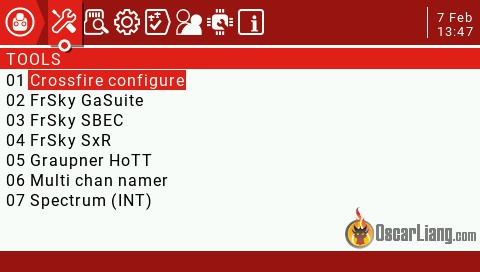 7 Feb
13:47
TOOLS
01 Crossfire configure
02 FrSky GaSuite
03 FrSky SBEC
04 FrSky SxR
05 Graupner HoTT
06 Multi chan namer
07 Spectrum (INT)
OscarLiang.com